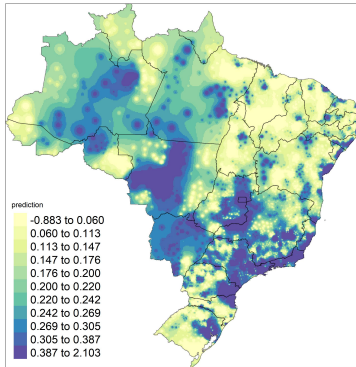 prediction
-0.883 to 0.060
0.060 to 0.113
0.113 to 0.147
0.147 to 0.176
0.176 to 0.200
0.200 to 0.220
0.220 to 0.242
0.242 to 0.269
0.269 to 0.305
0.305 to 0.387
0.387 to 2.103